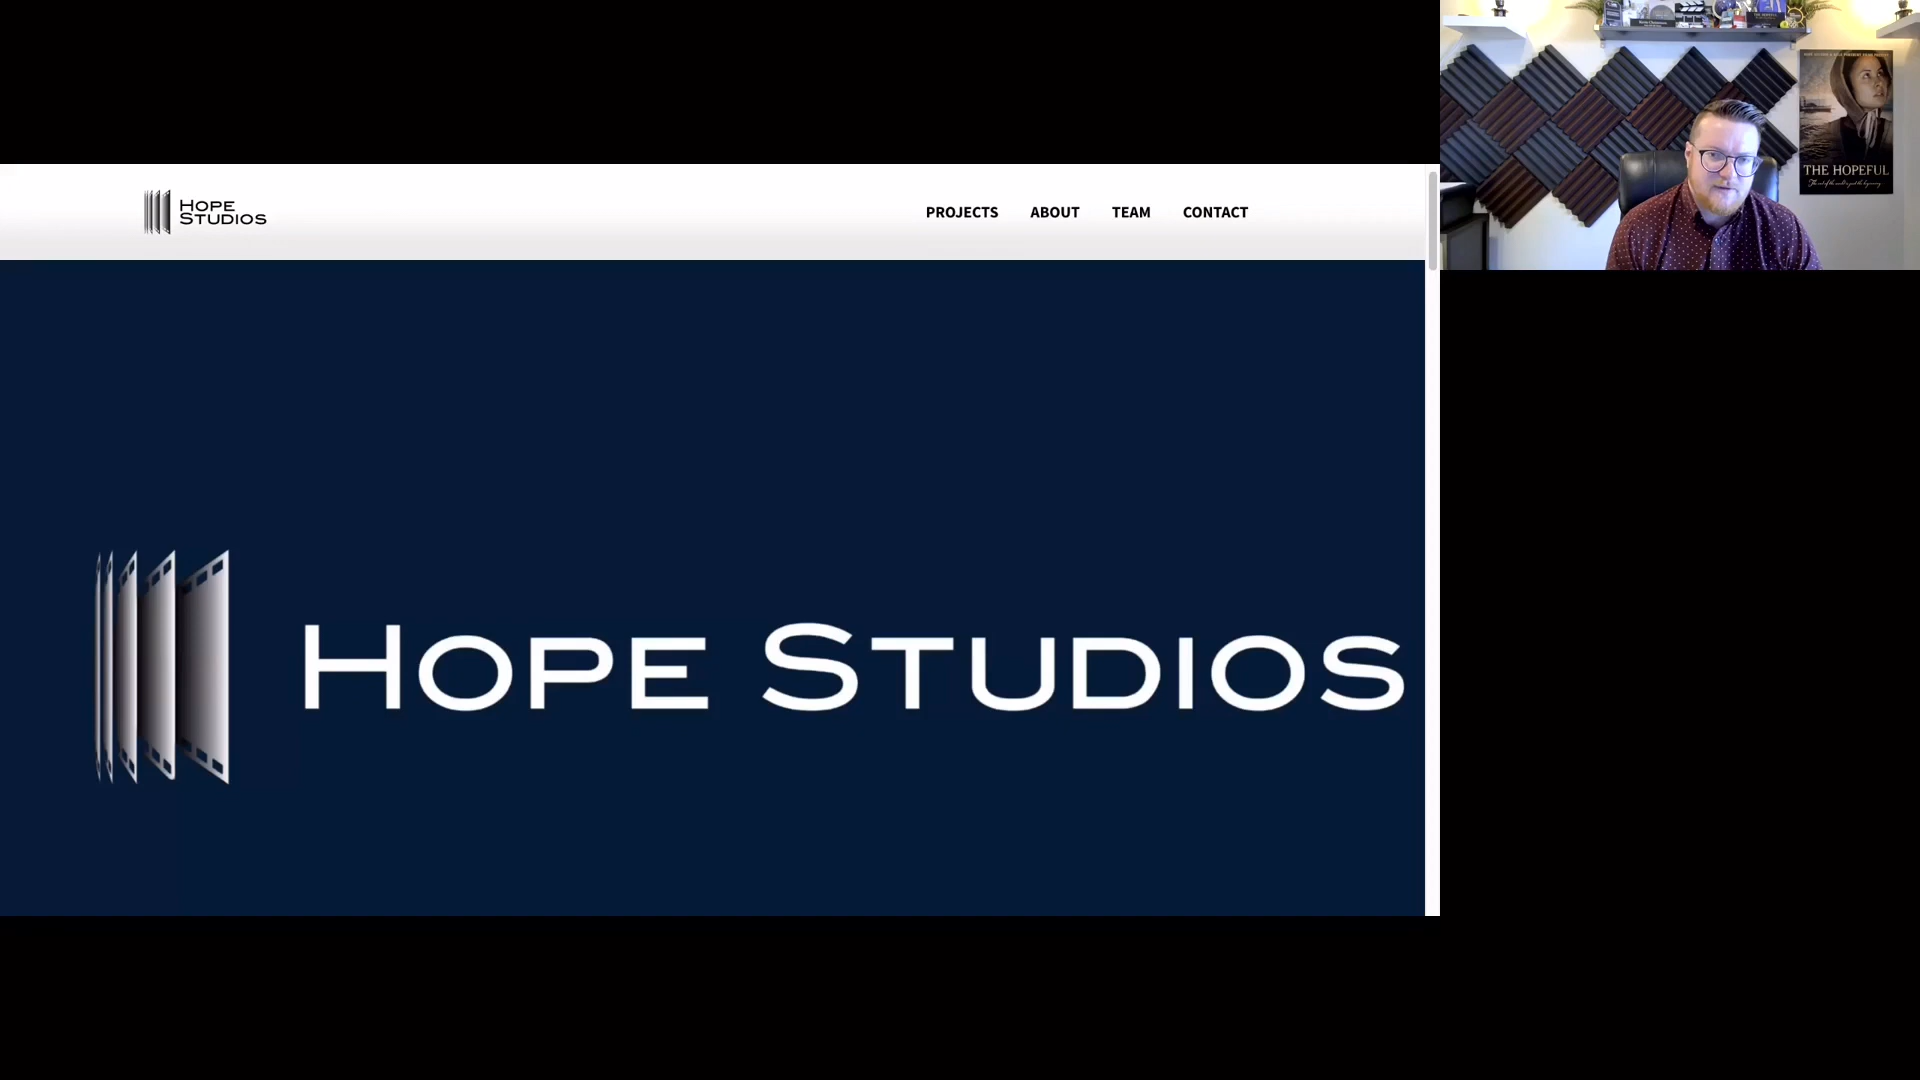 HOPE
STUDIOS
PROJECTS ABOUT TEAM CONTACT
HOPE STUDIOS
THE HOPEFUL